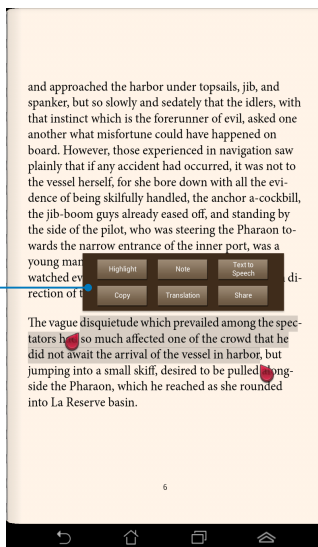 and approached the harbor under topsails, jib, and
spanker, but so slowly and sedately that the idlers, with
that instinct which is the forerunner of evil, asked one
another what misfortune could have happened on
board. However, those experienced in navigation saw
plainly that if any accident had occurred, it was not to
the vessel herself, for she bore down with all the evi-
dence of being skilfully handled, the anchor a-cockbill,
the jib-boom guys already eased off, and standing by
the side of the pilot, who was steering the Pharaon to-
wards the narrow entrance of the inner port, was a
young man
watched di-
rection of
Highlight Note Text to
Speech
Copy Translation Share
The vague disquietude which prevailed among the spec-
tators so much affected one of the crowd that he
did not await the arrival of the vessel in harbor, but
jumping into a small skiff, desired to be pulled
side the Pharaon, which he reached as she rounded
into La Reserve basin.
6